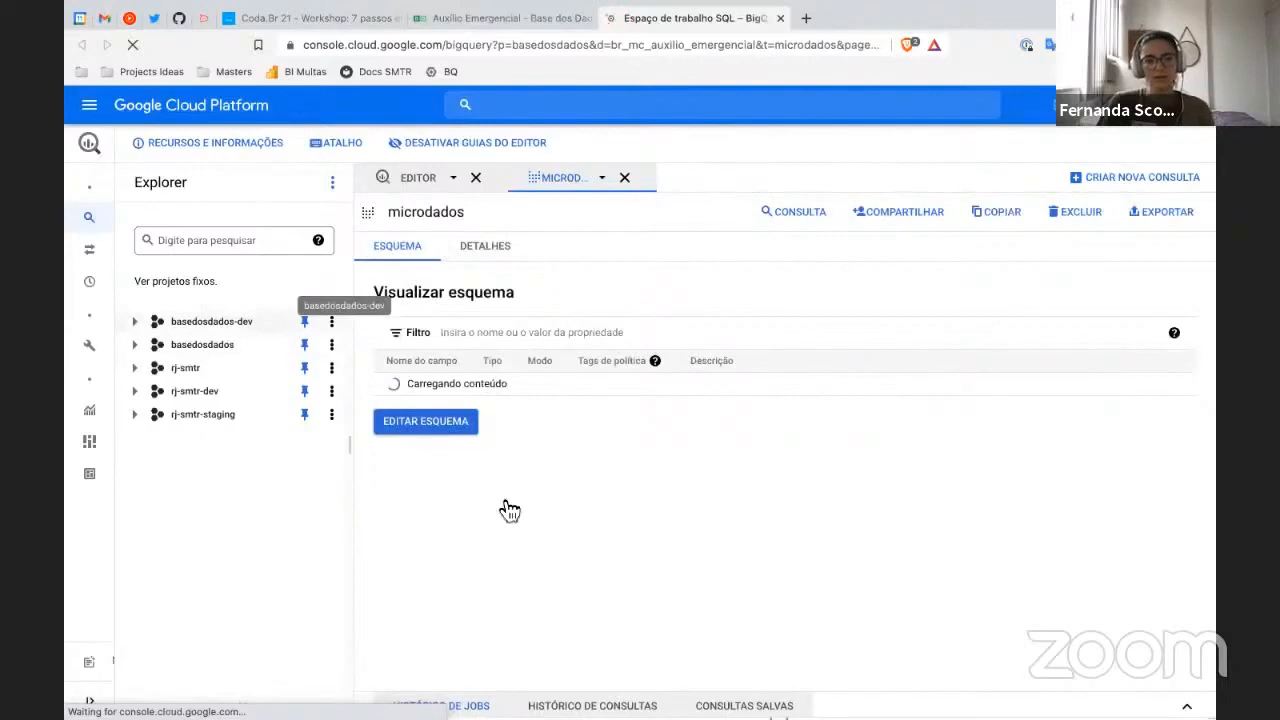 Coda.Br 21 - Workshop: 7 passos e
Auxílio Emergencial - Base dos Dad
Espaço de trabalho SQL – BigQ
console.cloud.google.com/bigquery?p=basedosdados&d=br_mc_auxilio_emergencial&t=microdados&page...
2
Projects Ideas
Masters
BI Multas
Docs SMTR
BQ
Fernanda Sco...
Google Cloud Platform
RECURSOS E INFORMAÇÕES
ATALHO
DESATIVAR GUIAS DO EDITOR
Explorer
EDITOR
MICROD...
CRIAR NOVA CONSULTA
microdados
CONSULTA
COMPARTILHAR
COPIAR
EXCLUIR
EXPORTAR
Digite para pesquisar
ESQUEMA
DETALHES
Ver projetos fixos.
Visualizar esquema
basedosdados-dev
basedosdados-dev
Filtro
Insira o nome ou o valor da propriedade
basedosdados
Nome do campo
Tipo
Modo
Tags de política
Descrição
rj-smtr
Carregando conteúdo
rj-smtr-dev
rj-smtr-staging
EDITAR ESQUEMA
zoom
HISTÓRICO DE JOBS
HISTÓRICO DE CONSULTAS
CONSULTAS SALVAS
Waiting for console.cloud.google.com...